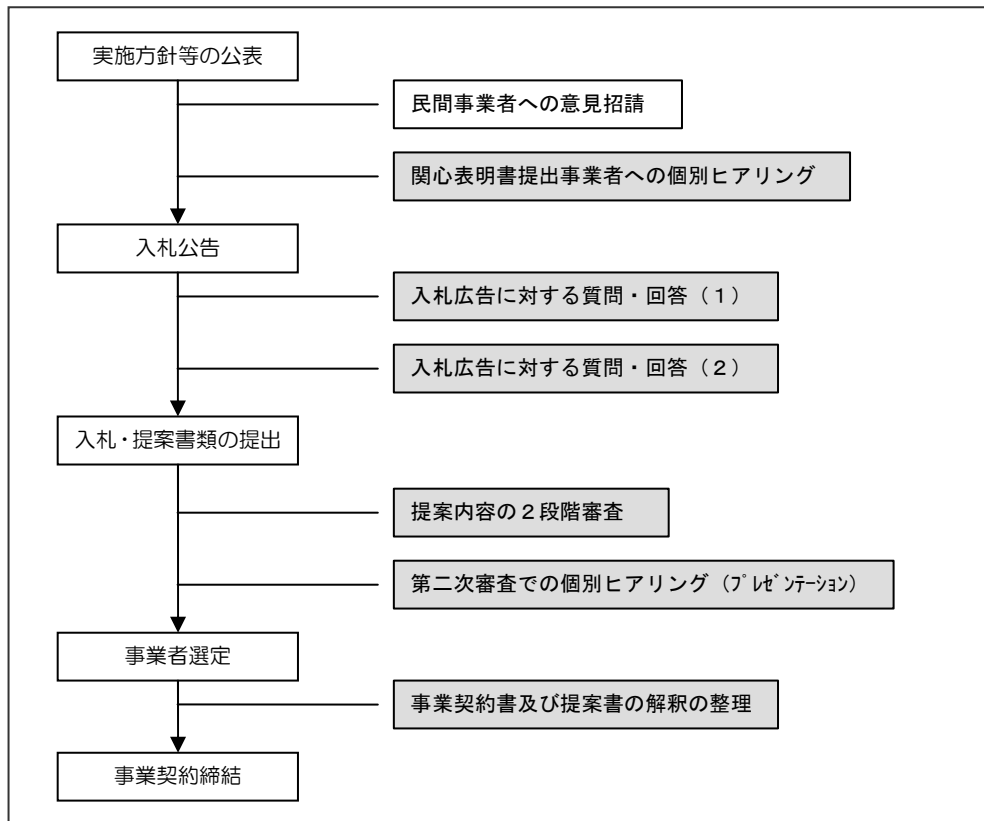 実施方針等の公表
民間事業者への意見招請
関心表明書提出事業者への個別ヒアリング
入札公告
入札広告に対する質問・回答（１）
入札広告に対する質問・回答（２）
入札・提案書類の提出
提案内容の２段階審査
第二次審査での個別ヒアリング（ﾌﾟﾚｾﾞﾝﾃｰｼｮﾝ）
事業者選定
事業契約書及び提案書の解釈の整理
事業契約締結